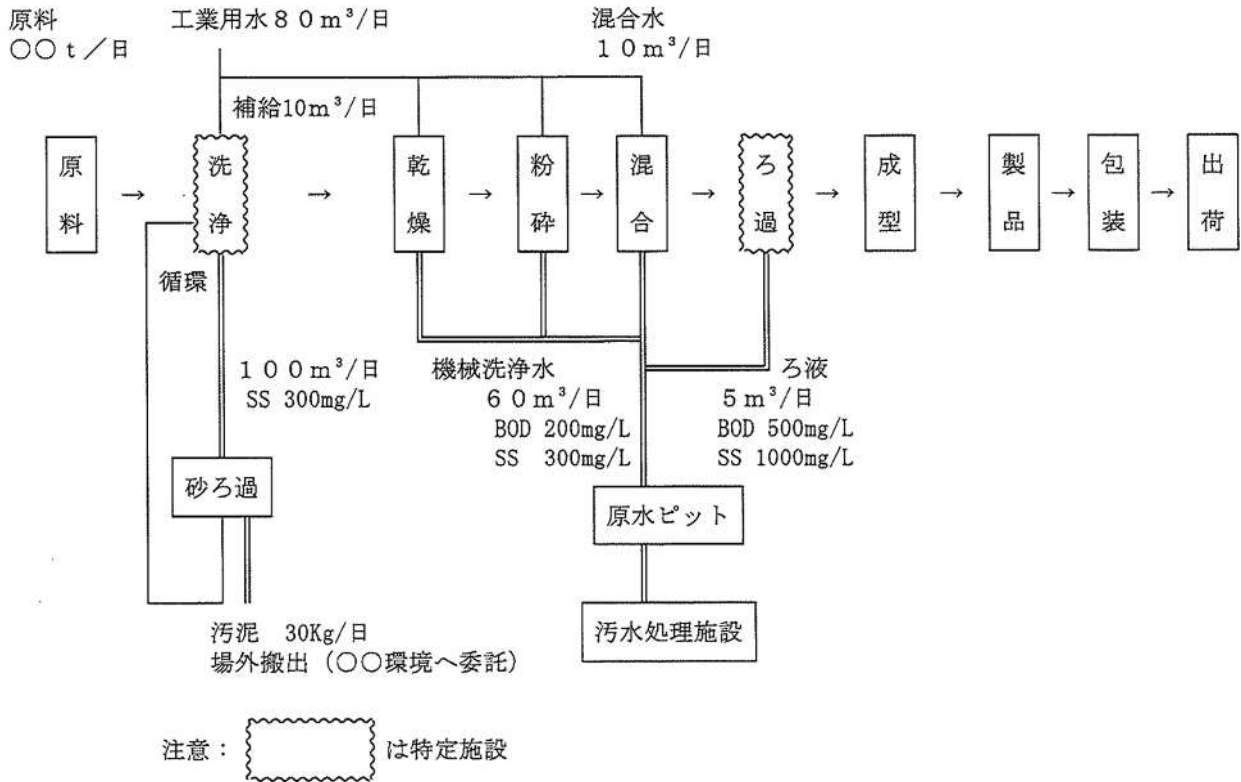 原料
○○ｔ／日
工業用水８０ｍ³/日
混合水
１０ｍ³/日
補給10ｍ³/日
原料
→
洗浄
→
乾燥
→
粉砕
→
混合
→
ろ過
→
成型
→
製品
→
包装
→
出荷
循環
１００ｍ³/日
SS 300mg/L
機械洗浄水
６０ｍ³/日
BOD 200mg/L
SS 300mg/L
ろ液
５ｍ³/日
BOD 500mg/L
SS 1000mg/L
砂ろ過
原水ピット
汚泥 30Kg/日
場外搬出（○○環境へ委託）
汚水処理施設
注意： は特定施設